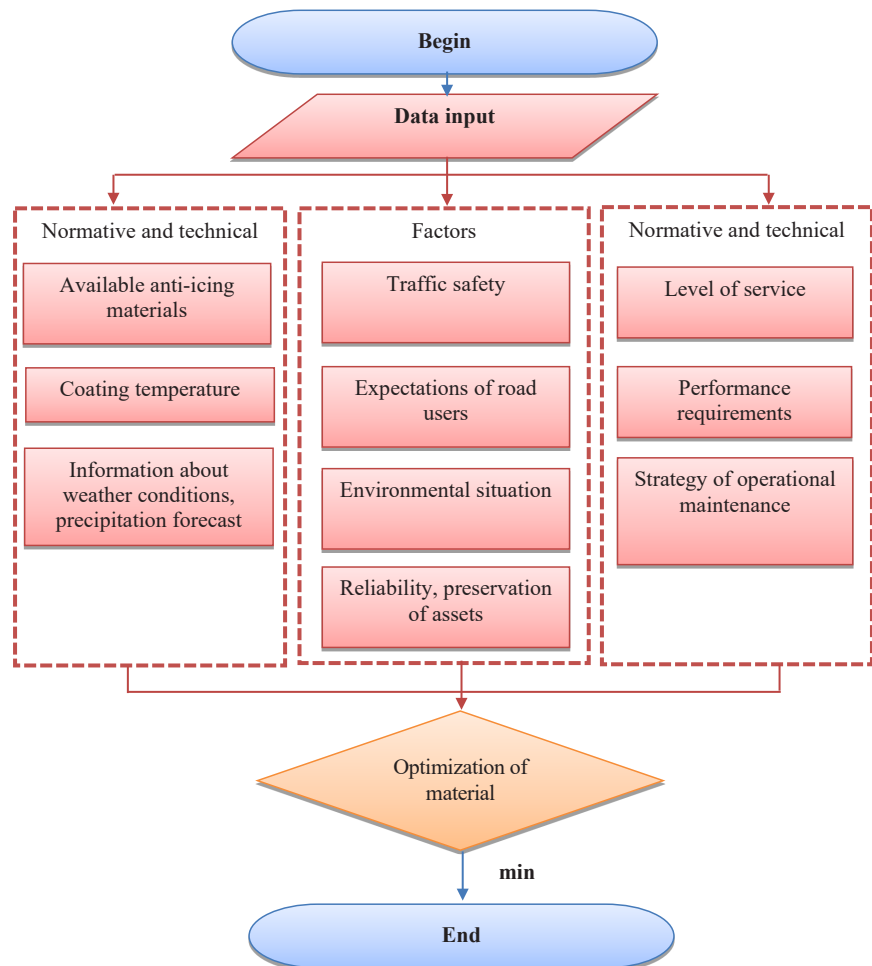 Begin
Data input
Normative and technical
Available anti-icing
materials
Coating temperature
Information about
weather conditions,
precipitation forecast
Factors
Traffic safety
Expectations of road
users
Environmental situation
Reliability, preservation
of assets
Normative and technical
Level of service
Performance
requirements
Strategy of operational
maintenance
Optimization of
material
min
End